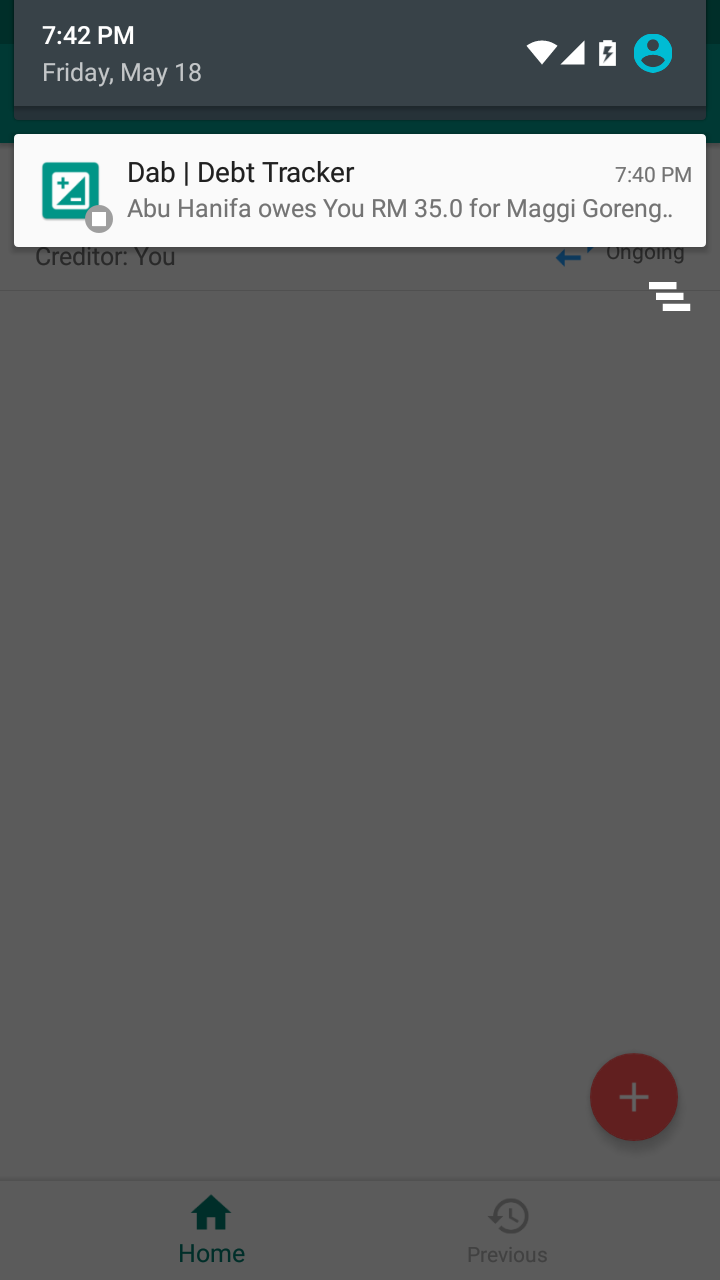 7:42 PM
Friday, May 18
Dab | Debt Tracker
7:40 PM
Abu Hanifa owes You RM 35.0 for Maggi Goreng..
Creditor: You
Ongoing
Home
Previous